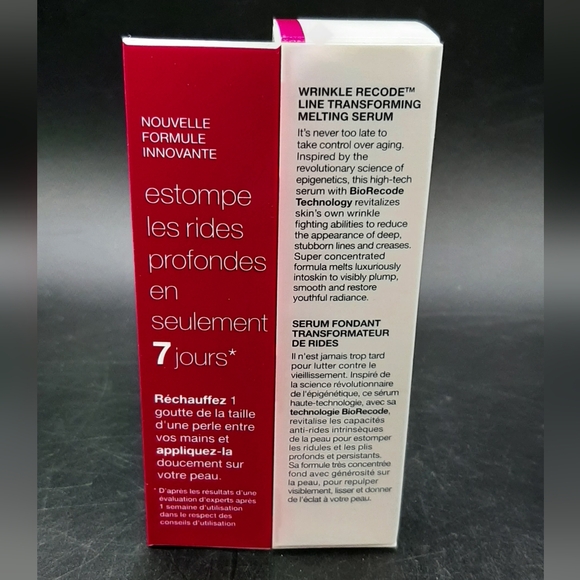 NOUVELLE
FORMULE
INNOVANTE
estompe
les rides
profondes
en
seulement
7 jours*
Réchauffez 1
goutte de la taille
d'une perle entre
vos mains et
appliquez-la
doucement sur
votre peau.
* D'après les résultats d'une
évaluation d'experts après
1 semaine d'utilisation
dans le respect des
conseils d'utilisation
WRINKLE RECODE™
LINE TRANSFORMING
MELTING SERUM
It's never too late to
take control over aging.
Inspired by the
revolutionary science of
epigenetics, this high-tech
serum with BioRecode
Technology revitalizes
skin's own wrinkle
fighting abilities to reduce
the appearance of deep,
stubborn lines and creases.
Super concentrated
formula melts luxuriously
intoskin to visibly plump,
smooth and restore
youthful radiance.
SERUM FONDANT
TRANSFORMATEUR
DE RIDES
Il n'est jamais trop tard
pour lutter contre le
vieillissement. Inspiré de
la science révolutionnaire
de l'épigénétique, ce sérum
haute-technologie, avec sa
technologie BioRecode,
revitalise les capacités
anti-rides intrinsèques
de la peau pour estomper
les ridules et les plis
profonds et persistants.
Sa formule très concentrée
fond avec générosité sur
la peau, pour repulper
visiblement, lisser et donner
de l'éclat à votre peau.